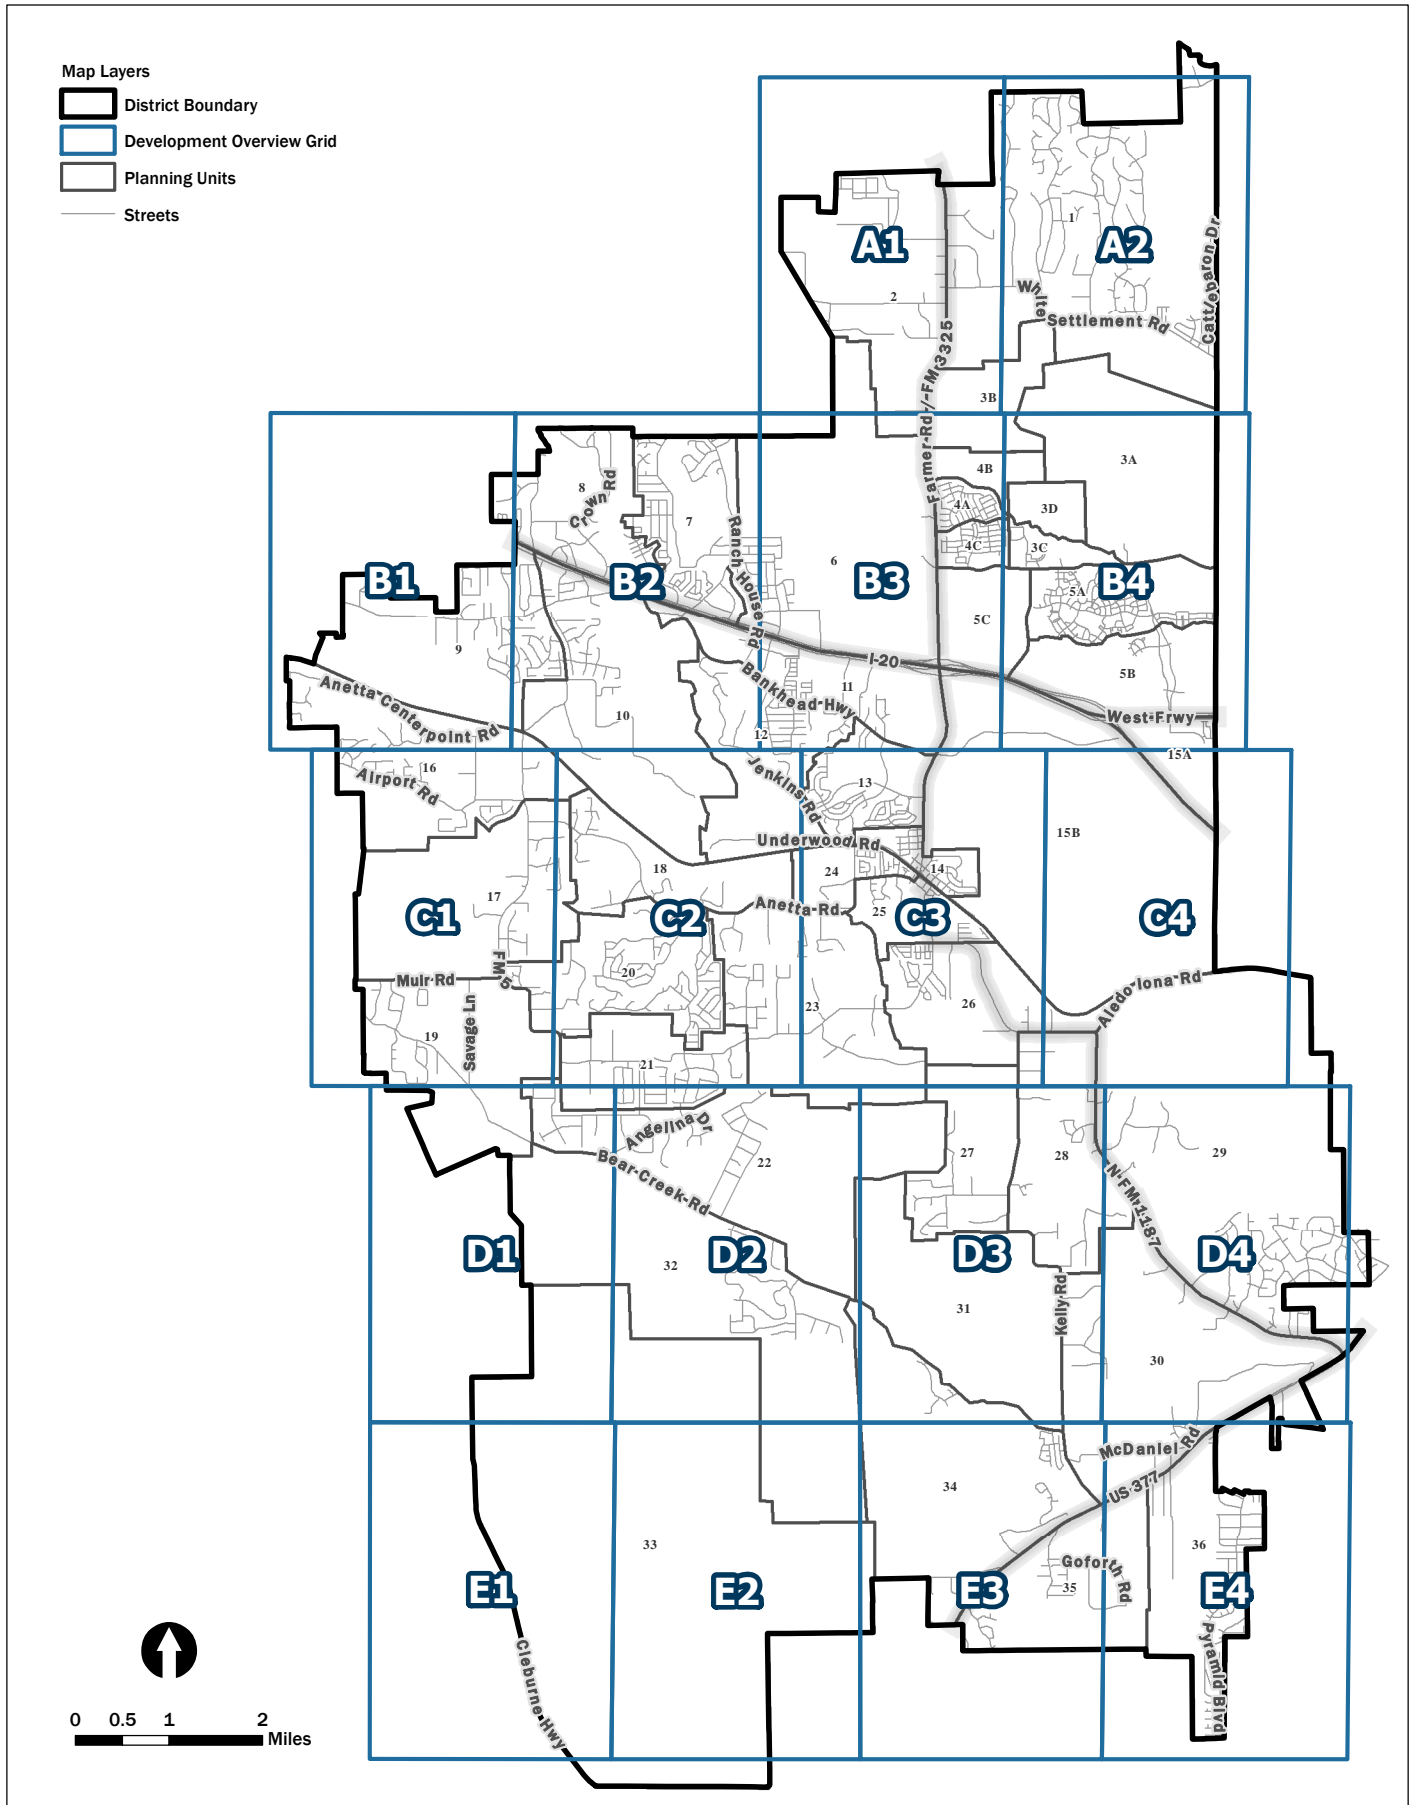 Map Layers
District Boundary
Development Overview Grid
Planning Units
Streets
1
A1
A2
Cattlebaron Dr
2
White Settlement Rd
Farmer Rd / FM 3325
3B
3A
4B
8
Crown Rd
4A
3D
7
Ranch House Rd
4C
3C
6
B1
B2
B3
B4
5A
5C
9
I-20
5B
Anetta Centerpoint Rd
Bankhead Hwy
11
10
West Frwy
12
15A
16
Airport Rd
Jenkins Rd
13
15B
Underwood Rd
18
24
14
17
Anetta Rd
25
C1
C2
C3
C4
FM 5
Muir Rd
20
Aledo Iona Rd
23
26
19
Savage Ln
21
Angelina Dr
27
28
29
Bear Creek Rd
22
N FM 1187
D1
D2
D3
D4
32
31
Kelly Rd
30
McDaniel Rd
34
US 377
33
36
Goforth Rd
35
E1
E2
E3
E4
Cleburne Hwy
Pyramid Blvd
0 0.5 1 2
Miles